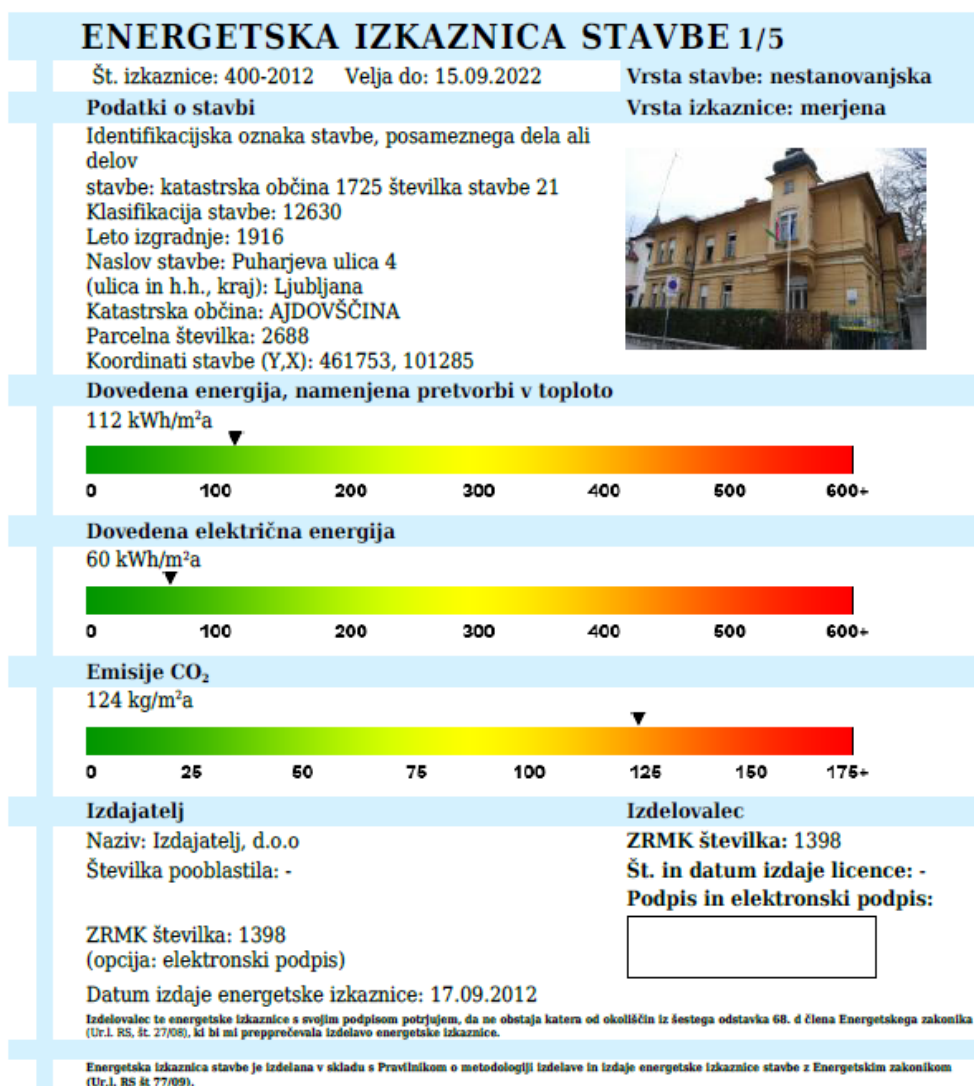 ENERGETSKA IZKAZNICA STAVBE 1/5
Št. izkaznice: 400-2012 Velja do: 15.09.2022 Vrsta stavbe: nestanovanjska
Podatki o stavbi Vrsta izkaznice: merjena
Identifikacijska oznaka stavbe, posameznega dela ali
delov
stavbe: katastrska občina 1725 številka stavbe 21
Klasifikacija stavbe: 12630
Leto izgradnje: 1916
Naslov stavbe: Puharjeva ulica 4
(ulica in h.h., kraj): Ljubljana
Katastrska občina: AJDOVŠČINA
Parcelna številka: 2688
Koordinati stavbe (Y,X): 461753, 101285
Dovedena energija, namenjena pretvorbi v toploto
112 kWh/m²a
0 100 200 300 400 500 600+
Dovedena električna energija
60 kWh/m²a
0 100 200 300 400 500 600+
Emisije CO₂
124 kg/m²a
0 25 50 75 100 125 150 175+
Izdajatelj Izdelovalec
Naziv: Izdajatelj, d.o.o ZRMK številka: 1398
Številka pooblastila: - Št. in datum izdaje licence: -
Podpis in elektronski podpis:
ZRMK številka: 1398
(opcija: elektronski podpis)
Datum izdaje energetske izkaznice: 17.09.2012
Izdelovalec te energetske izkaznice s svojim podpisom potrjujem, da ne obstaja katera od okoliščin iz šestega odstavka 68. d člena Energetskega zakonika
(Ur.l. RS, št. 27/08), ki bi mi prepprečevala izdelavo energetske izkaznice.
Energetska izkaznica stavbe je izdelana v skladu s Pravilnikom o metodologiji izdelave in izdaje energetske izkaznice stavbe z Energetskim zakonikom
(Ur.l. RS št 77/09).